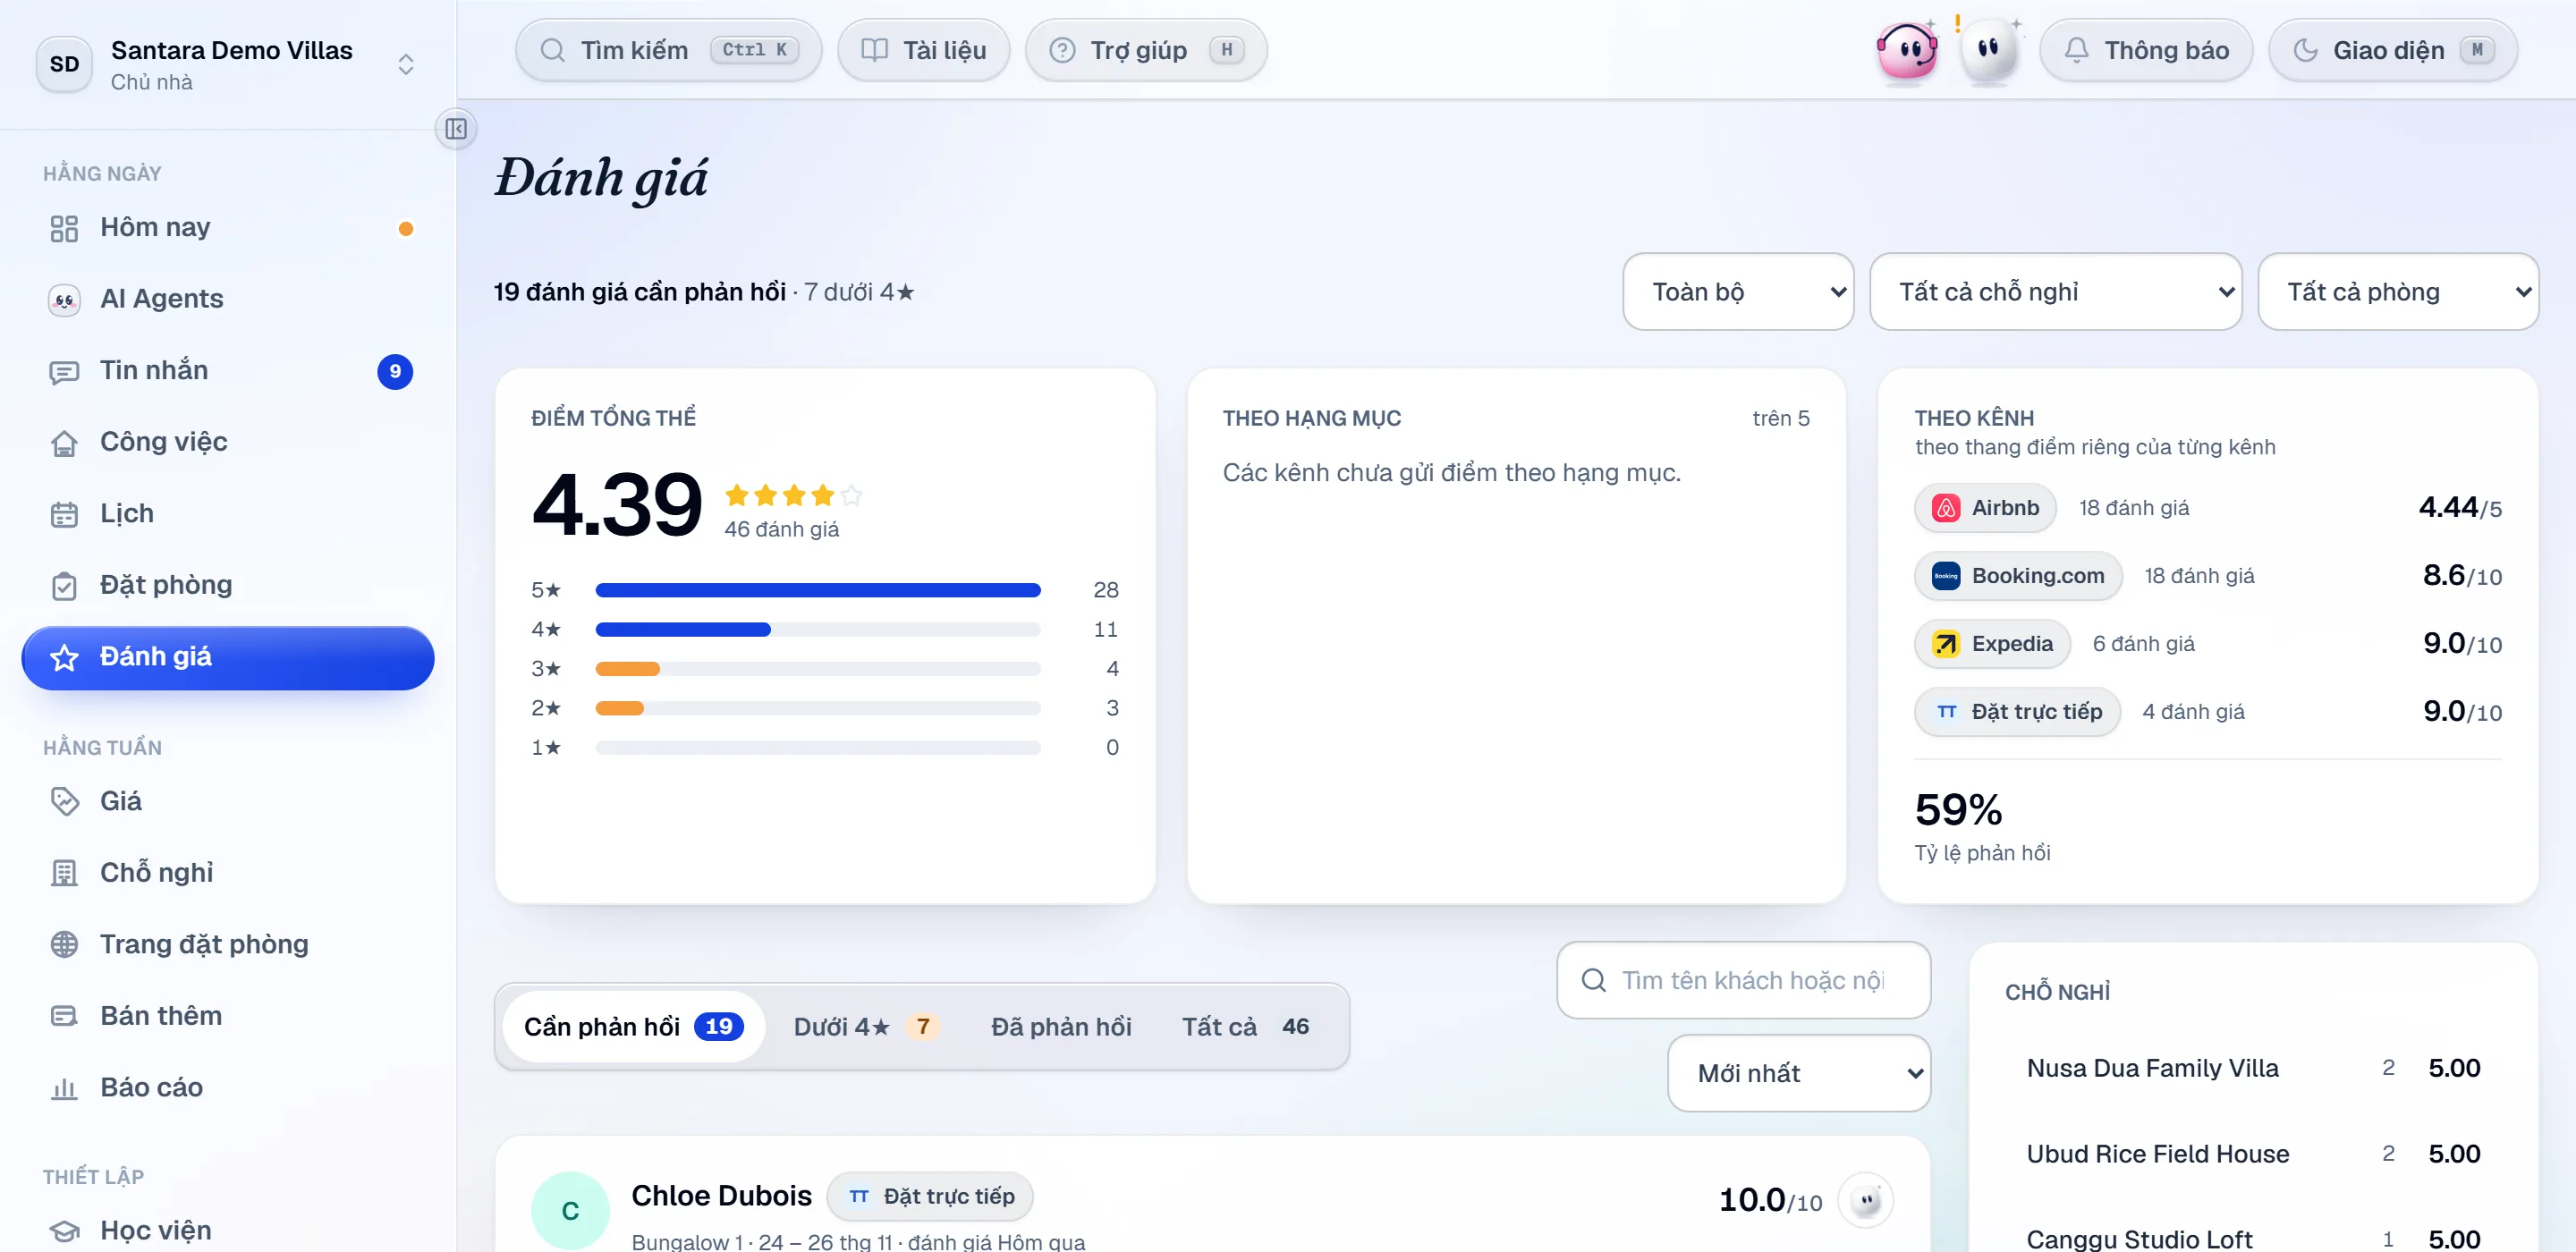 SD
Santara Demo Villas
Chủ nhà
HẰNG NGÀY
Hôm nay
AI Agents
Tin nhắn 9
Công việc
Lịch
Đặt phòng
Đánh giá
HẰNG TUẦN
Giá
Chỗ nghỉ
Trang đặt phòng
Bán thêm
Báo cáo
THIẾT LẬP
Học viện
Tìm kiếm Ctrl K
Tài liệu
Trợ giúp H
Thông báo
Giao diện M
Đánh giá
19 đánh giá cần phản hồi · 7 dưới 4★
Toàn bộ
Tất cả chỗ nghỉ
Tất cả phòng
ĐIỂM TỔNG THỂ
4.39
46 đánh giá
5★ 28
4★ 11
3★ 4
2★ 3
1★ 0
THEO HẠNG MỤC trên 5
Các kênh chưa gửi điểm theo hạng mục.
THEO KÊNH
theo thang điểm riêng của từng kênh
Airbnb 18 đánh giá 4.44/5
Booking Booking.com 18 đánh giá 8.6/10
Expedia 6 đánh giá 9.0/10
TT Đặt trực tiếp 4 đánh giá 9.0/10
59%
Tỷ lệ phản hồi
Cần phản hồi 19
Dưới 4★ 7
Đã phản hồi
Tất cả 46
Tìm tên khách hoặc nội
Mới nhất
C
Chloe Dubois TT Đặt trực tiếp
10.0/10
Bungalow 1 · 24 – 26 thg 11 · đánh giá Hôm qua
CHỖ NGHỈ
Nusa Dua Family Villa 2 5.00
Ubud Rice Field House 2 5.00
Canggu Studio Loft 1 5.00